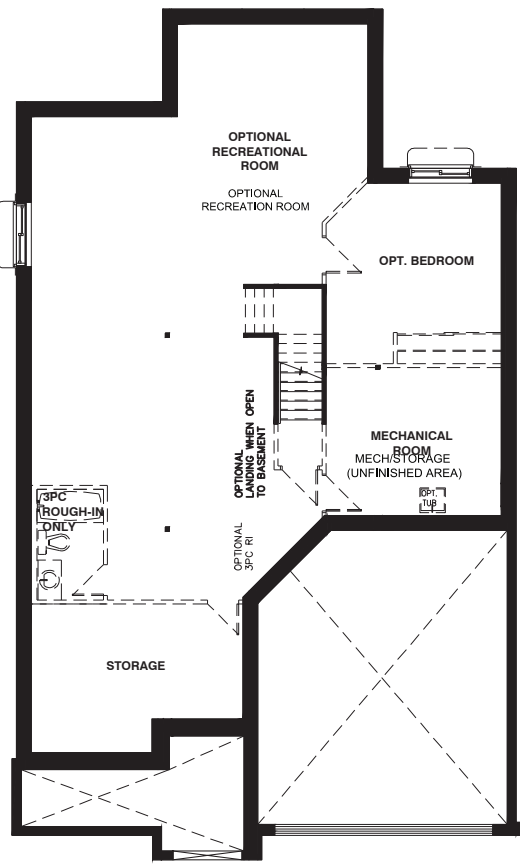 OPTIONAL
RECREATIONAL
ROOM
OPTIONAL
RECREATION ROOM
OPT. BEDROOM
OPTIONAL
LANDING WHEN OPEN
TO BASEMENT
MECHANICAL
ROOM
MECH/STORAGE
(UNFINISHED AREA)
OPT.
TUB
3PC
ROUGH-IN
ONLY
OPTIONAL
3PC RI
STORAGE